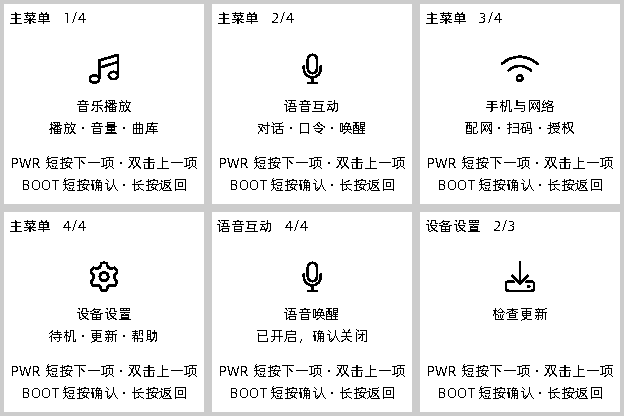 主菜单 1/4
音乐播放
播放·音量·曲库
PWR 短按下一项·双击上一项
BOOT 短按确认·长按返回
主菜单 2/4
语音互动
对话·口令·唤醒
PWR 短按下一项·双击上一项
BOOT 短按确认·长按返回
主菜单 3/4
手机与网络
配网·扫码·授权
PWR 短按下一项·双击上一项
BOOT 短按确认·长按返回
主菜单 4/4
设备设置
待机·更新·帮助
PWR 短按下一项·双击上一项
BOOT 短按确认·长按返回
语音互动 4/4
语音唤醒
已开启，确认关闭
PWR 短按下一项·双击上一项
BOOT 短按确认·长按返回
设备设置 2/3
检查更新
PWR 短按下一项·双击上一项
BOOT 短按确认·长按返回